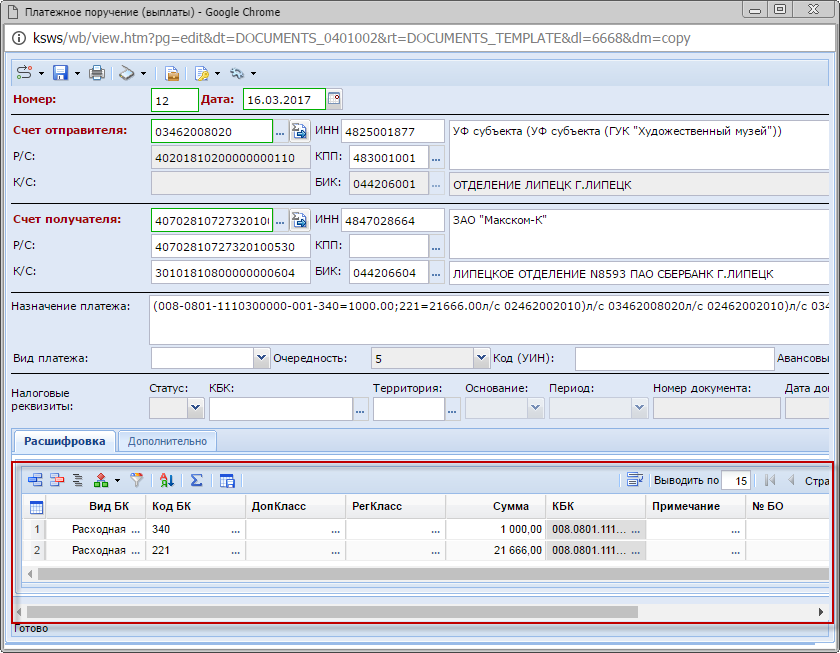 Платежное поручение (выплаты) - Google Chrome
ksws/wb/view.htm?pg=edit&dt=DOCUMENTS_0401002&rt=DOCUMENTS_TEMPLATE&dl=6668&dm=copy
Номер: 12 Дата: 16.03.2017
Счет отправителя: 03462008020 ... ИНН 4825001877 УФ субъекта (УФ субъекта (ГУК "Художественный музей"))
Р/С: 40201810200000000110 КПП: 483001001 ...
К/С: БИК: 044206001 ... ОТДЕЛЕНИЕ ЛИПЕЦК Г.ЛИПЕЦК
Счет получателя: 4070281072732010 ... ИНН 4847028664 ЗАО "Макском-К"
Р/С: 40702810727320100530 КПП: ...
К/С: 30101810800000000604 БИК: 044206604 ... ЛИПЕЦКОЕ ОТДЕЛЕНИЕ N8593 ПАО СБЕРБАНК Г.ЛИПЕЦК
Назначение платежа: (008-0801-1110300000-001-340=1000.00;221=21666.00л/с 02462002010)л/с 03462008020л/с 02462002010)л/с 034
Вид платежа: Очередность: 5 Код (УИН): Авансовы
Налоговые реквизиты: Статус: КБК: ... Территория: ... Основание: Период: Номер документа: Дата до
Расшифровка Дополнительно
Выводить по 15 Стра
Вид БК Код БК ДопКласс РегКласс Сумма КБК Примечание № БО
1 Расходная ... 340 ... ... ... 1 000,00 008.0801.111... ... ...
2 Расходная ... 221 ... ... ... 21 666,00 008.0801.111... ... ...
Готово